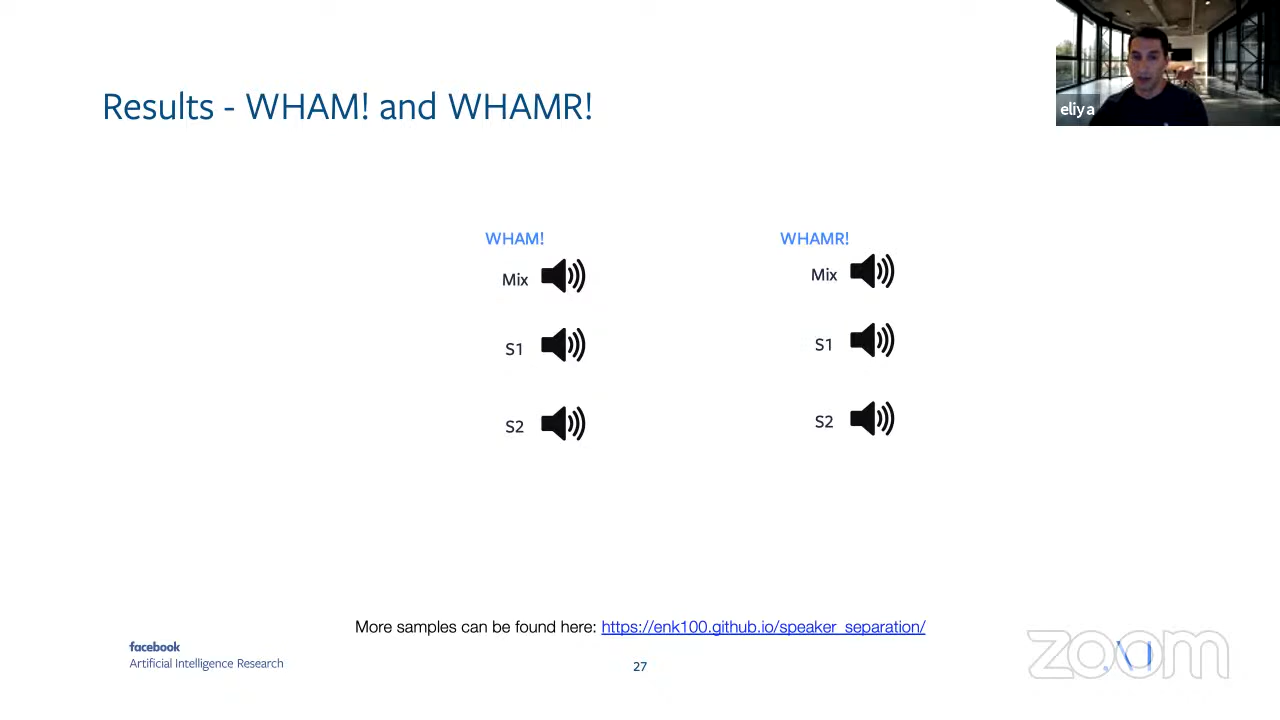 Results - WHAM! and WHAMR!
eliya
WHAM!
WHAMR!
Mix
Mix
S1
S1
S2
S2
More samples can be found here: https://enk100.github.io/speaker_separation/
facebook
Artificial Intelligence Research
27
zoom